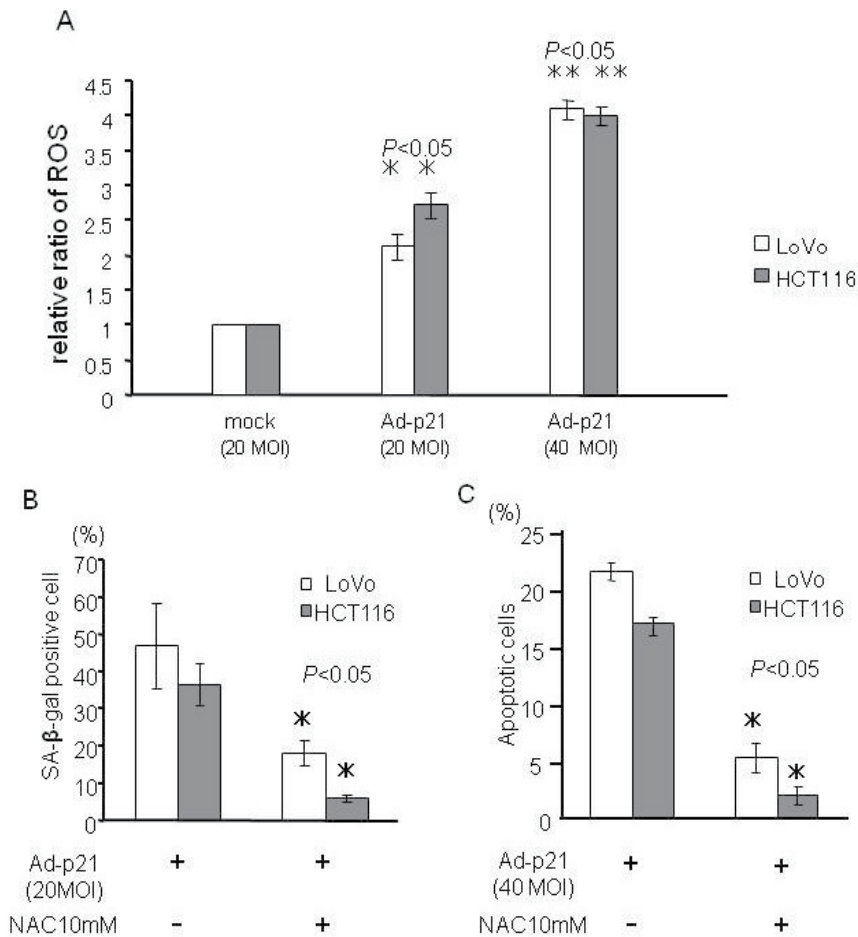 A
P<0.05
** **
4.5
4
3.5
3
2.5
2
1.5
1
0.5
0
relative ratio of ROS
P<0.05
* *
LoVo
HCT116
mock
(20 MOI)
Ad-p21
(20 MOI)
Ad-p21
(40 MOI)
B
(%)
70
60
50
40
30
20
10
0
SA-β-gal positive cell
LoVo
HCT116
P<0.05
*
*
Ad-p21 + +
(20MOI)
NAC10mM - +
C
(%)
25
20
15
10
5
0
Apoptotic cells
LoVo
HCT116
P<0.05
*
*
Ad-p21 + +
(40 MOI)
NAC10mM - +